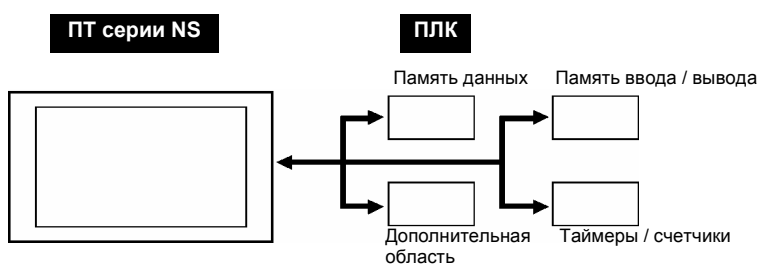 ПТ серии NS
ПЛК
Память данных
Память ввода / вывода
Дополнительная
область
Таймеры / счетчики